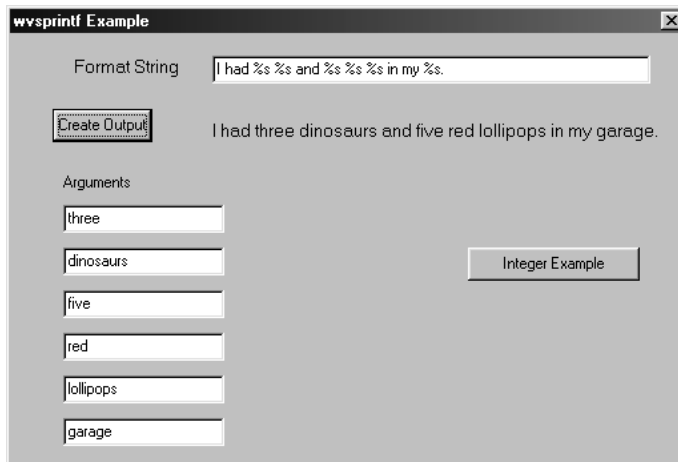 wvsprintf Example
Format String
I had %s %s and %s %s %s in my %s.
Create Output
I had three dinosaurs and five red lollipops in my garage.
Arguments
three
dinosaurs
Integer Example
five
red
lollipops
garage